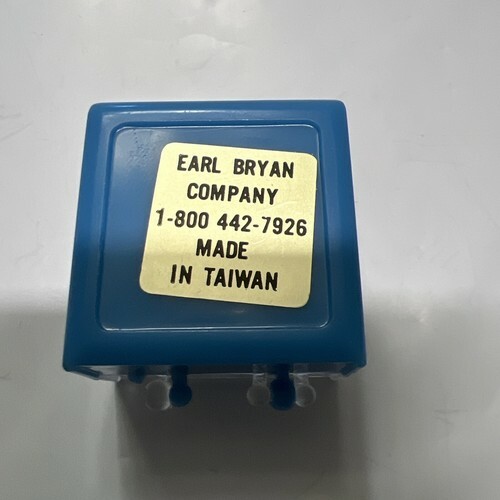 EARL BRYAN
COMPANY
1-800 442-7926
MADE
IN TAIWAN